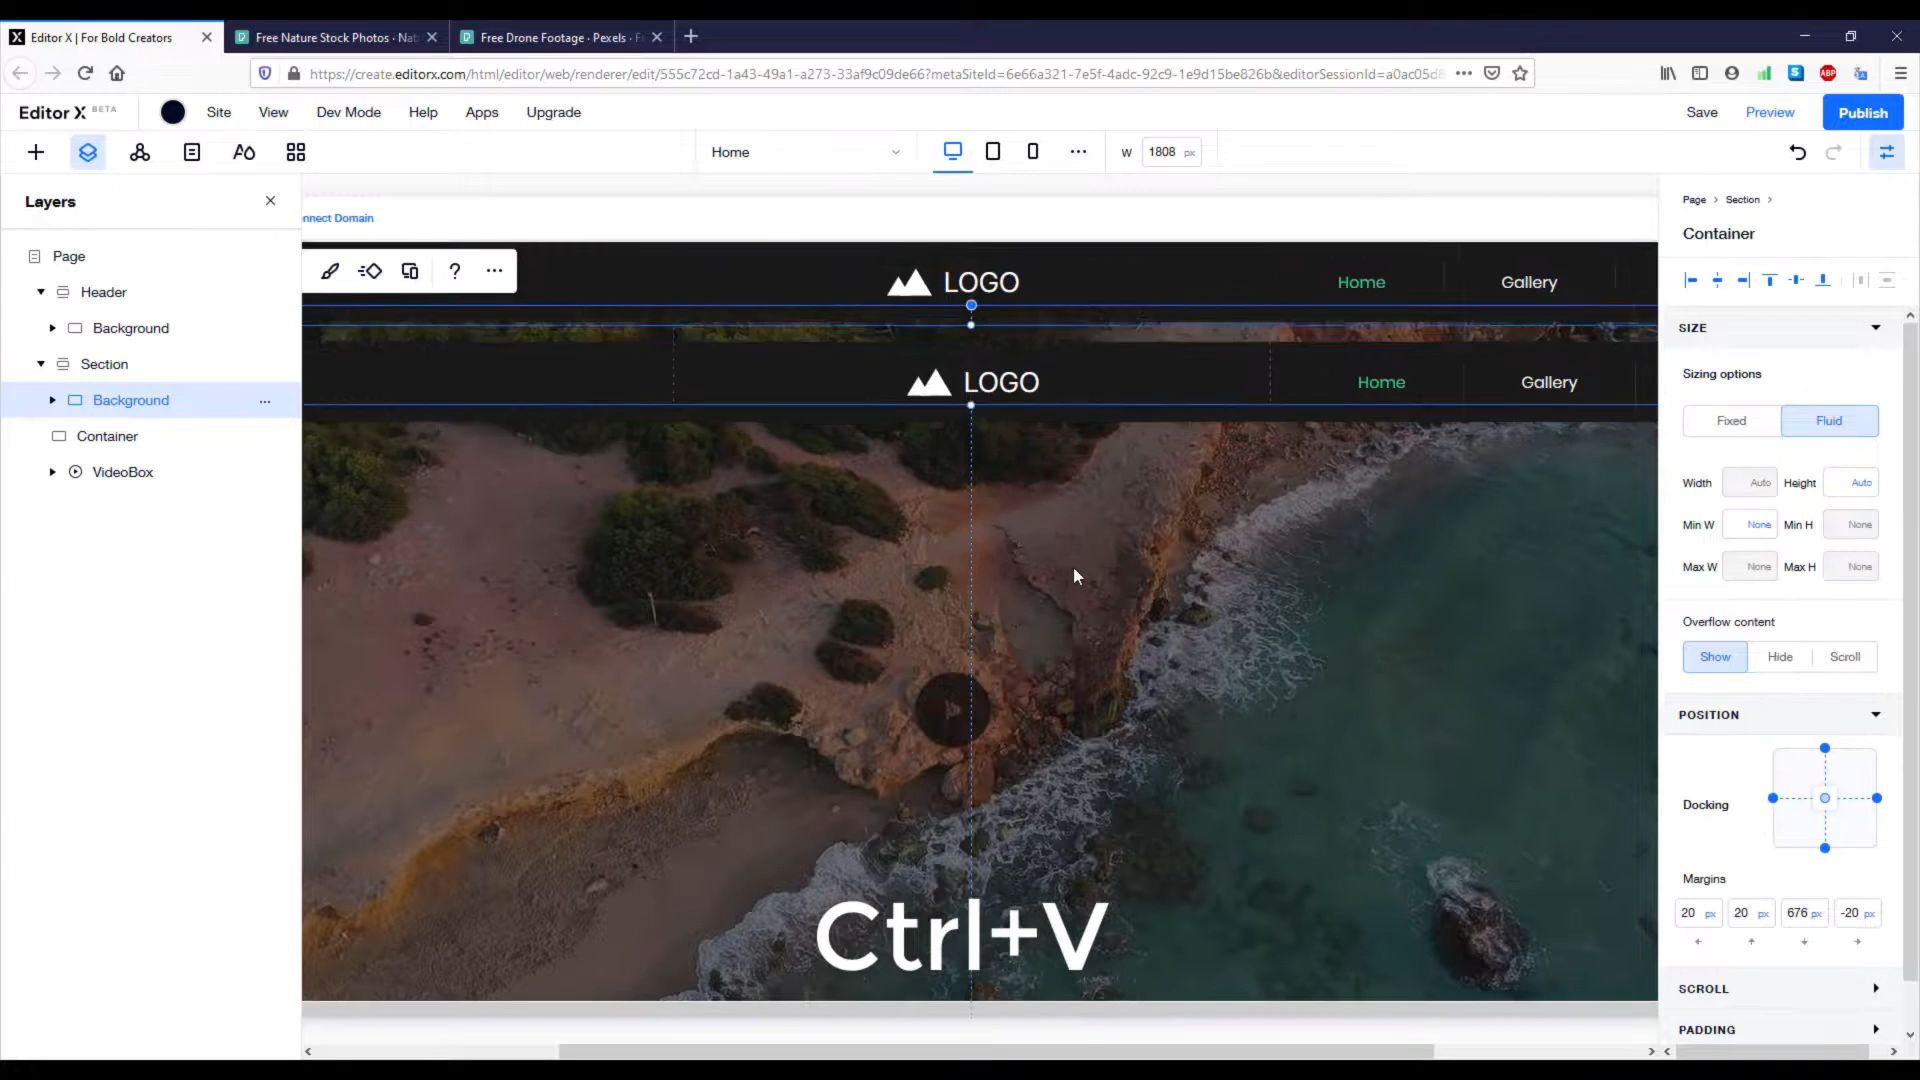 Editor X | For Bold Creators
Free Nature Stock Photos · Nat
Free Drone Footage · Pexels · F
https://create.editorx.com/html/editor/web/renderer/edit/555c72cd-1a43-49a1-a273-33af9c09de66?metaSiteId=6e66a321-7e5f-4adc-92c9-1e9d15be826b&editorSessionId=a0ac05d8
ABP
Editor X BETA
Site
View
Dev Mode
Help
Apps
Upgrade
Save
Preview
Publish
Home
W 1808 px
Layers
Page
Header
Background
Section
Background
Container
VideoBox
nnect Domain
LOGO
Home
Gallery
LOGO
Home
Gallery
Ctrl+V
Page > Section >
Container
SIZE
Sizing options
Fixed Fluid
Width Auto Height Auto
Min W None Min H None
Max W None Max H None
Overflow content
Show Hide Scroll
POSITION
Docking
Margins
20 px 20 px 676 px -20 px
SCROLL
PADDING